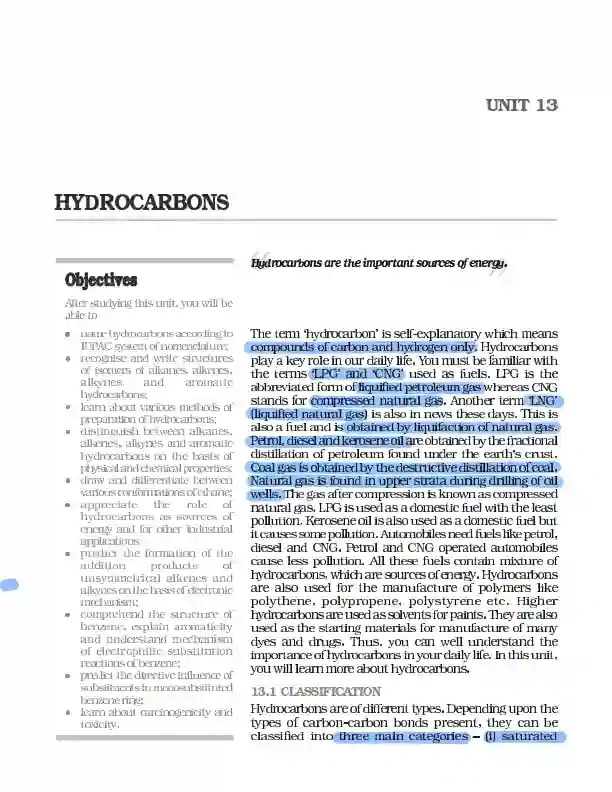 UNIT 13
HYDROCARBONS
Objectives
After studying this unit, you will be
able to
• name hydrocarbons according to
IUPAC system of nomenclature;
• recognise and write structures
of isomers of alkanes, alkenes,
alkynes and aromatic
hydrocarbons;
• learn about various methods of
preparation of hydrocarbons;
• distinguish between alkanes,
alkenes, alkynes and aromatic
hydrocarbons on the basis of
physical and chemical properties;
• draw and differentiate between
various conformations of ethane;
• appreciate the role of
hydrocarbons as sources of
energy and for other industrial
applications;
• predict the formation of the
addition products of
unsymmetrical alkenes and
alkynes on the basis of electronic
mechanism;
• comprehend the structure of
benzene, explain aromaticity
and understand mechanism
of electrophilic substitution
reactions of benzene;
• predict the directive influence of
substituents in monosubstituted
benzene ring;
• learn about carcinogenicity and
toxicity.
“Hydrocarbons are the important sources of energy.”
The term ‘hydrocarbon’ is self-explanatory which means
compounds of carbon and hydrogen only. Hydrocarbons
play a key role in our daily life. You must be familiar with
the terms ‘LPG’ and ‘CNG’ used as fuels. LPG is the
abbreviated form of liquified petroleum gas whereas CNG
stands for compressed natural gas. Another term ‘LNG’
(liquified natural gas) is also in news these days. This is
also a fuel and is obtained by liquifaction of natural gas.
Petrol, diesel and kerosene oil are obtained by the fractional
distillation of petroleum found under the earth’s crust.
Coal gas is obtained by the destructive distillation of coal.
Natural gas is found in upper strata during drilling of oil
wells. The gas after compression is known as compressed
natural gas. LPG is used as a domestic fuel with the least
pollution. Kerosene oil is also used as a domestic fuel but
it causes some pollution. Automobiles need fuels like petrol,
diesel and CNG. Petrol and CNG operated automobiles
cause less pollution. All these fuels contain mixture of
hydrocarbons, which are sources of energy. Hydrocarbons
are also used for the manufacture of polymers like
polythene, polypropene, polystyrene etc. Higher
hydrocarbons are used as solvents for paints. They are also
used as the starting materials for manufacture of many
dyes and drugs. Thus, you can well understand the
importance of hydrocarbons in your daily life. In this unit,
you will learn more about hydrocarbons.
13.1 CLASSIFICATION
Hydrocarbons are of different types. Depending upon the
types of carbon-carbon bonds present, they can be
classified into three main categories – (i) saturated